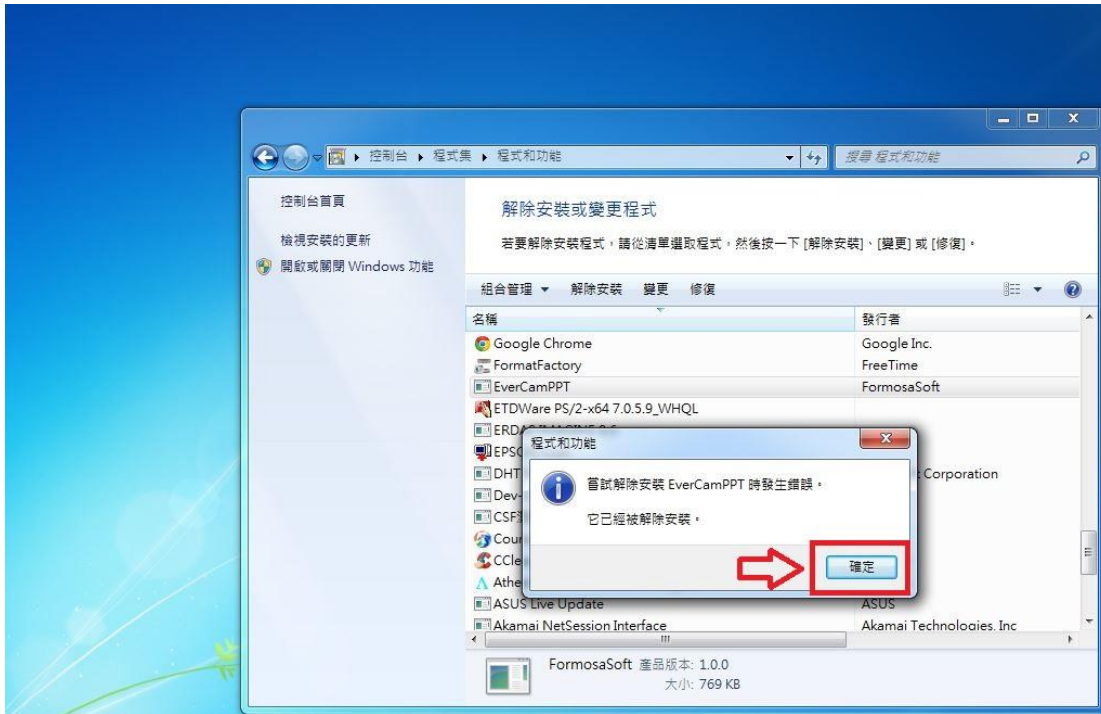 控制台 ▸ 程式集 ▸ 程式和功能
搜尋 程式和功能
控制台首頁
檢視安裝的更新
開啟或關閉 Windows 功能
解除安裝或變更程式
若要解除安裝程式，請從清單選取程式，然後按一下 [解除安裝]、[變更] 或 [修復]。
組合管理 解除安裝 變更 修復
名稱 發行者
Google Chrome Google Inc.
FormatFactory FreeTime
EverCamPPT FormosaSoft
ETDWare PS/2-x64 7.0.5.9_WHQL
程式和功能
嘗試解除安裝 EverCamPPT 時發生錯誤。
它已經被解除安裝。
確定
DHT Corporation
Dev-
ASUS Live Update ASUS
Akamai NetSession Interface Akamai Technologies. Inc
FormosaSoft 產品版本: 1.0.0
大小: 769 KB